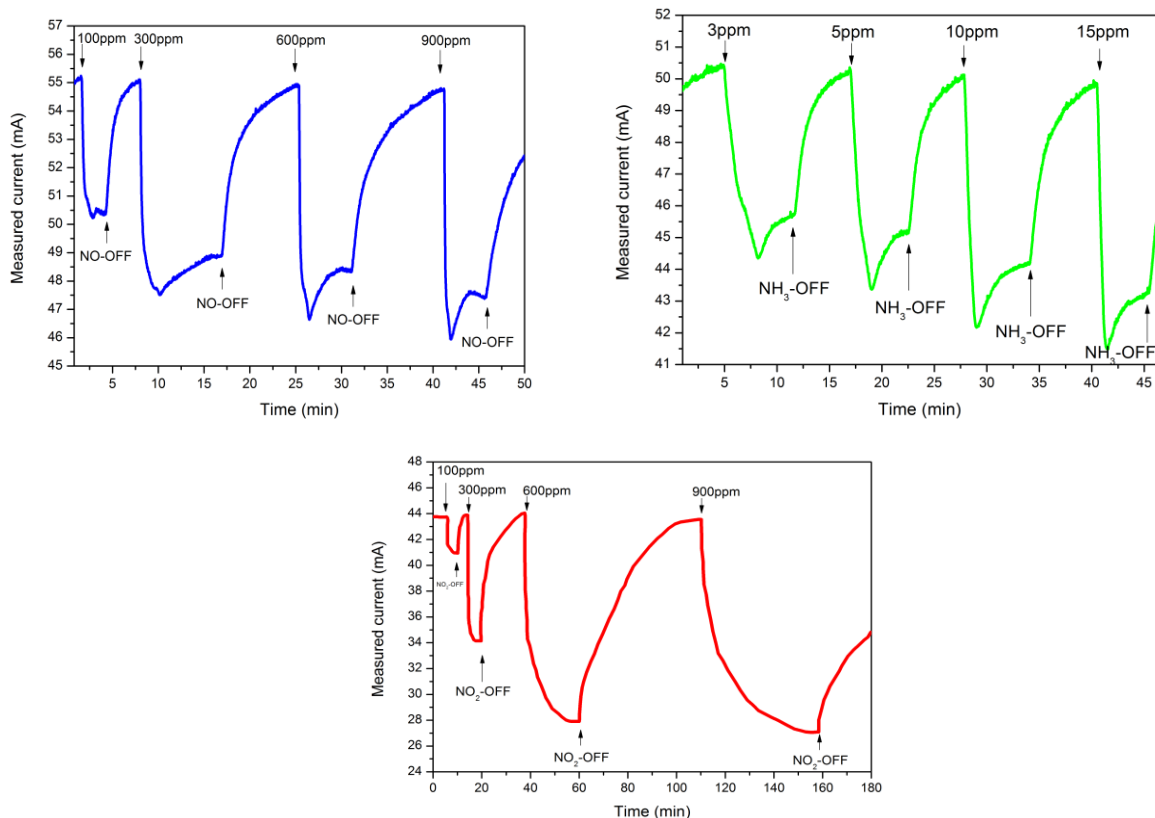 57
56
55
54
53
52
51
50
49
48
47
46
45
100ppm 300ppm 600ppm 900ppm
NO-OFF
NO-OFF
NO-OFF
NO-OFF
5 10 15 20 25 30 35 40 45 50
Time (min)
Measured current (mA)
52
51
50
49
48
47
46
45
44
43
42
41
3ppm 5ppm 10ppm 15ppm
NH₃-OFF
NH₃-OFF
NH₃-OFF
NH₃-OFF
5 10 15 20 25 30 35 40 45
Time (min)
Measured current (mA)
48
46
44
42
40
38
36
34
32
30
28
26
24
100ppm
300ppm 600ppm 900ppm
NO₂-OFF
NO₂-OFF
NO₂-OFF
NO₂-OFF
0 20 40 60 80 100 120 140 160 180
Time (min)
Measured current (mA)